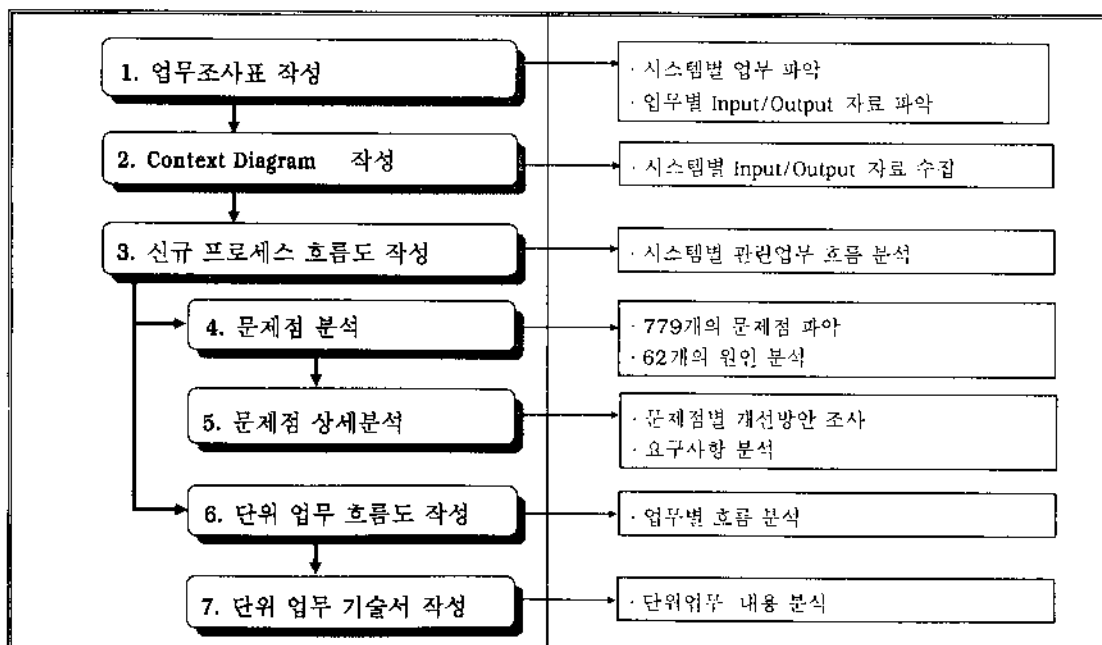 1. 업무조사표 작성
· 시스템별 업무 파악
· 업무별 Input/Output 자료 파악
2. Context Diagram 작성
· 시스템별 Input/Output 자료 수집
3. 신규 프로세스 흐름도 작성
· 시스템별 관련업무 흐름 분석
4. 문제점 분석
· 779개의 문제점 파악
· 62개의 원인 분석
5. 문제점 상세분석
· 문제점별 개선방안 조사
· 요구사항 분석
6. 단위 업무 흐름도 작성
· 업무별 흐름 분석
7. 단위 업무 기술서 작성
· 단위업무 내용 분석